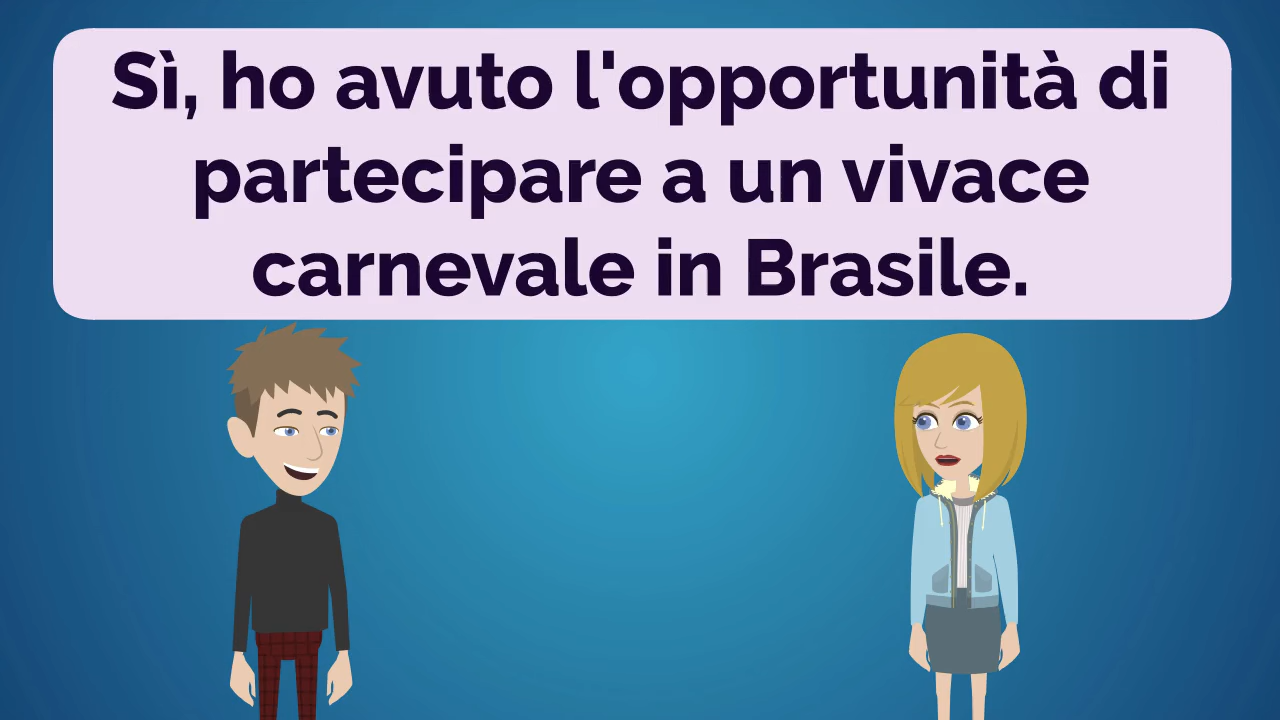 Sì, ho avuto l'opportunità di
partecipare a un vivace
carnevale in Brasile.